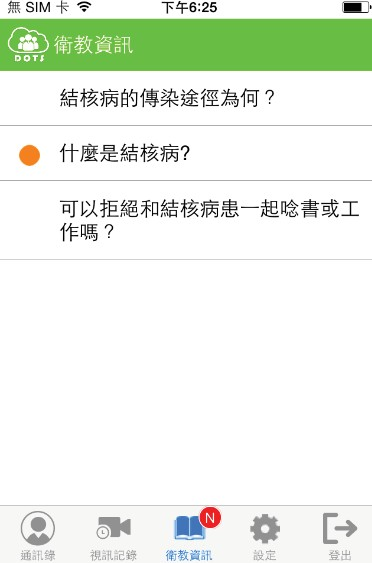 無 SIM 卡 下午6:25
DOTS 衛教資訊
結核病的傳染途徑為何？
什麼是結核病?
可以拒絕和結核病患一起唸書或工
作嗎？
N
通訊錄 視訊記錄 衛教資訊 設定 登出